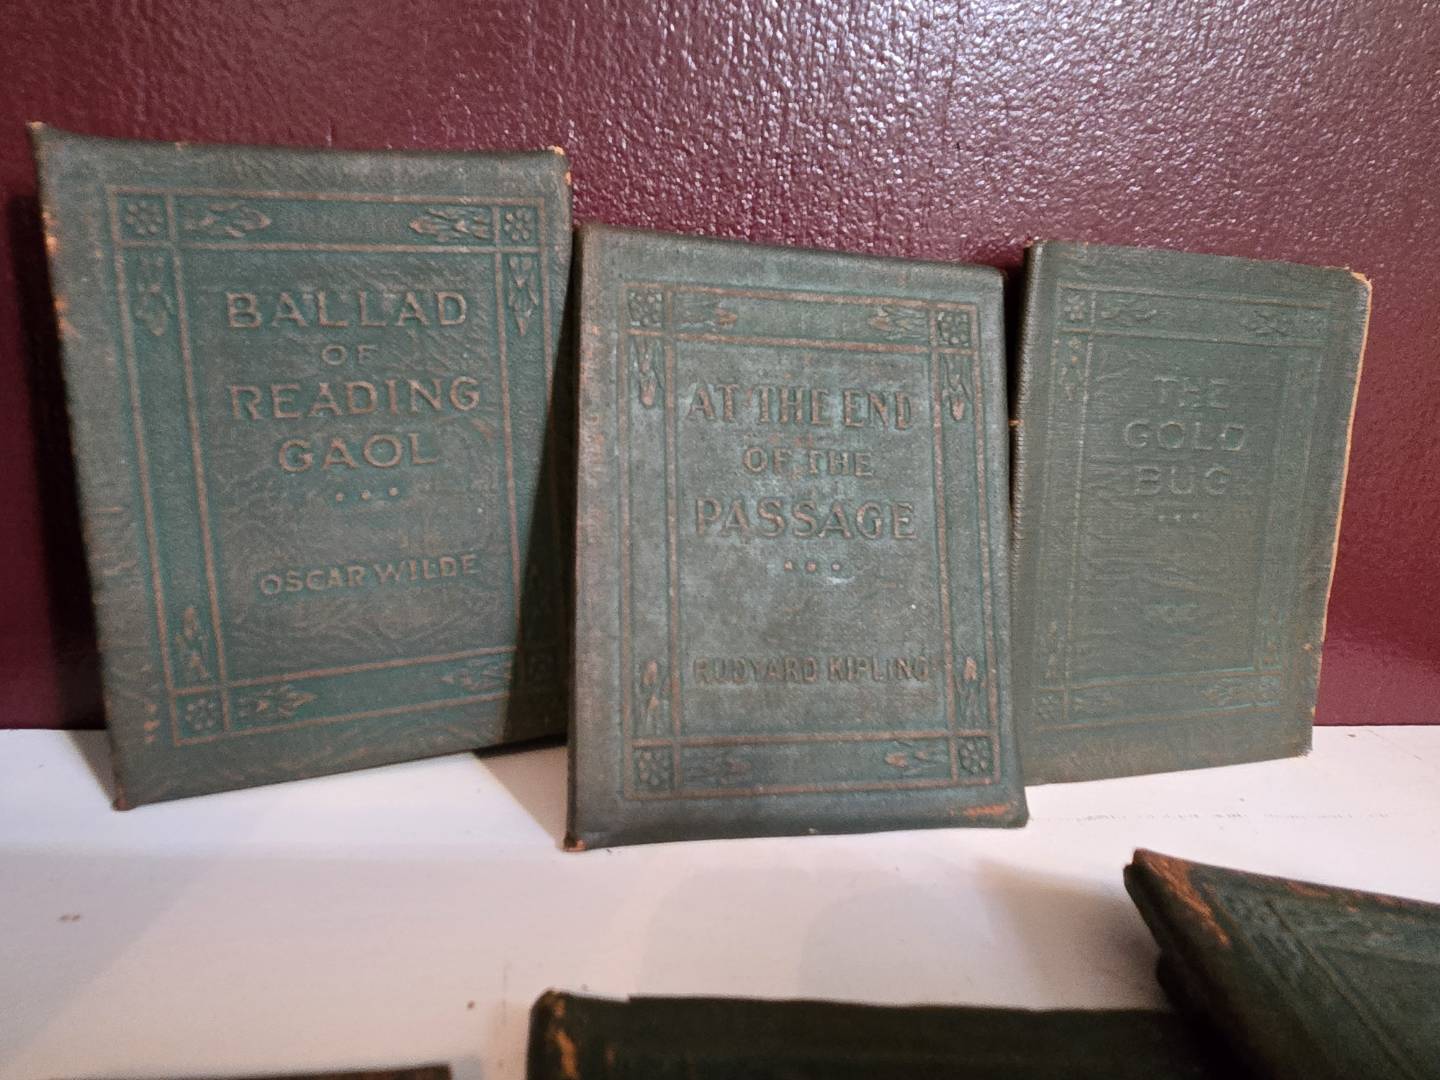 BALLAD
OF
READING
GAOL
OSCAR WILDE
AT THE END
OF THE
PASSAGE
RUDYARD KIPLING
THE
GOLD
BUG